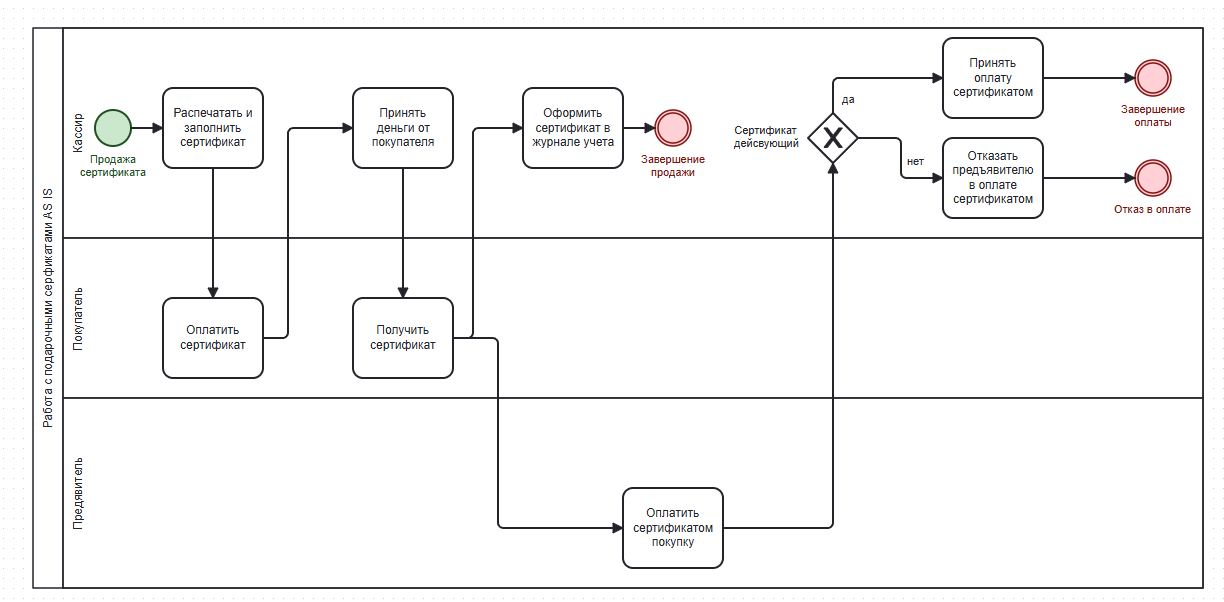 Работа с подарочными серфикатами AS IS
Кассир
Продажа
сертификата
Распечатать и
заполнить
сертификат
Принять
деньги от
покупателя
Оформить
сертификат в
журнале учета
Завершение
продажи
Сертификат
дейсвующий
да
нет
Принять
оплату
сертификатом
Завершение
оплаты
Отказать
предъявителю
в оплате
сертификатом
Отказ в оплате
Покупатель
Оплатить
сертификат
Получить
сертификат
Предявитель
Оплатить
сертификатом
покупку